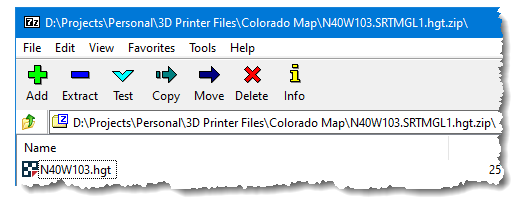 7z D:\Projects\Personal\3D Printer Files\Colorado Map\N40W103.SRTMGL1.hgt.zip\
File Edit View Favorites Tools Help
Add Extract Test Copy Move Delete Info
D:\Projects\Personal\3D Printer Files\Colorado Map\N40W103.SRTMGL1.hgt.zip\
Name
N40W103.hgt 25